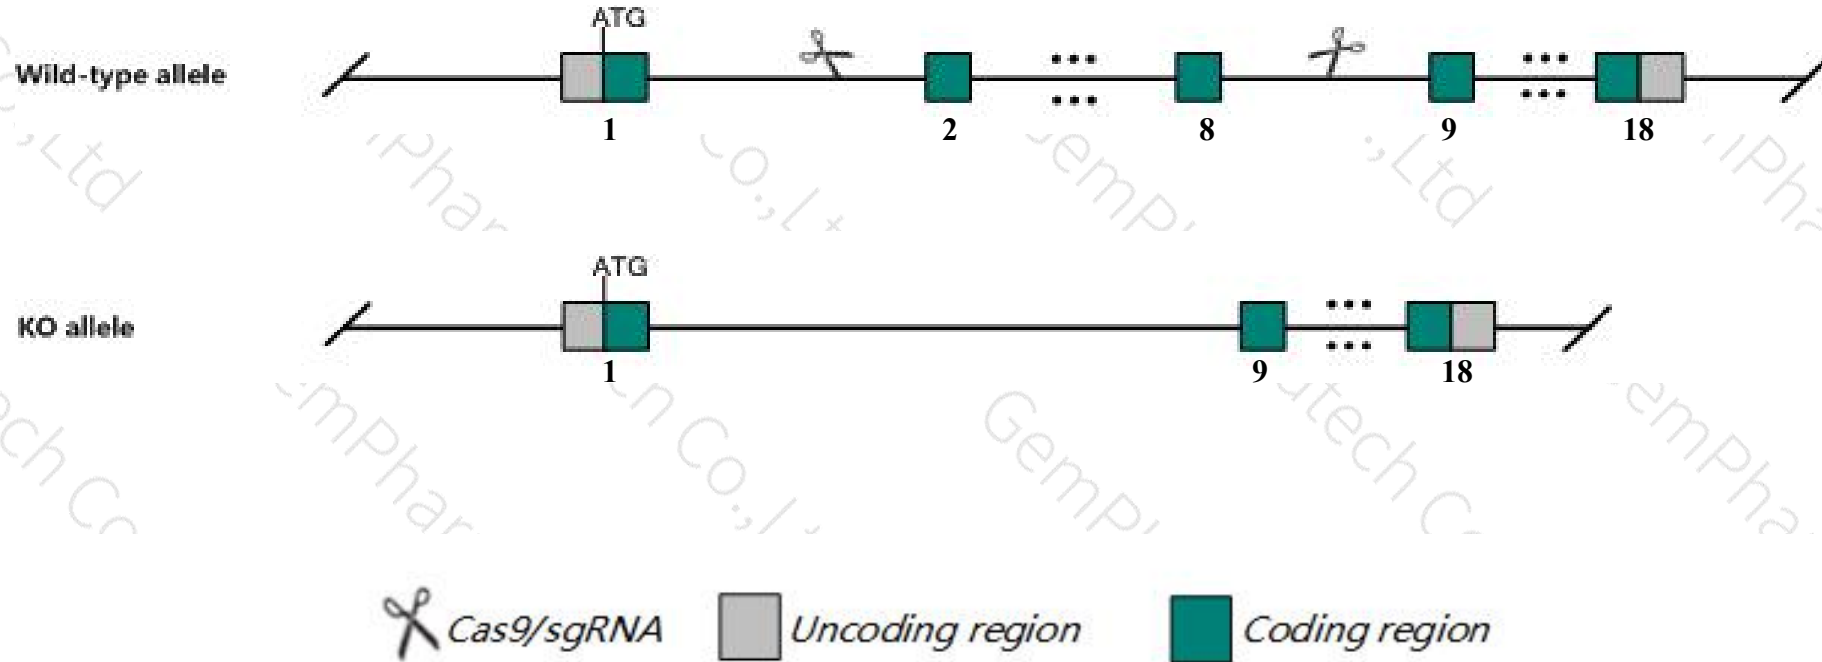 ATG
Wild-type allele
1 2 8 9 18
ATG
KO allele
1 9 18
Cas9/sgRNA Uncoding region Coding region